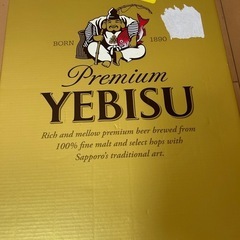 BORN 1890
Premium
YEBISU
Rich and mellow premium beer brewed from
100% fine malt and select hops with
Sapporo's traditional art.